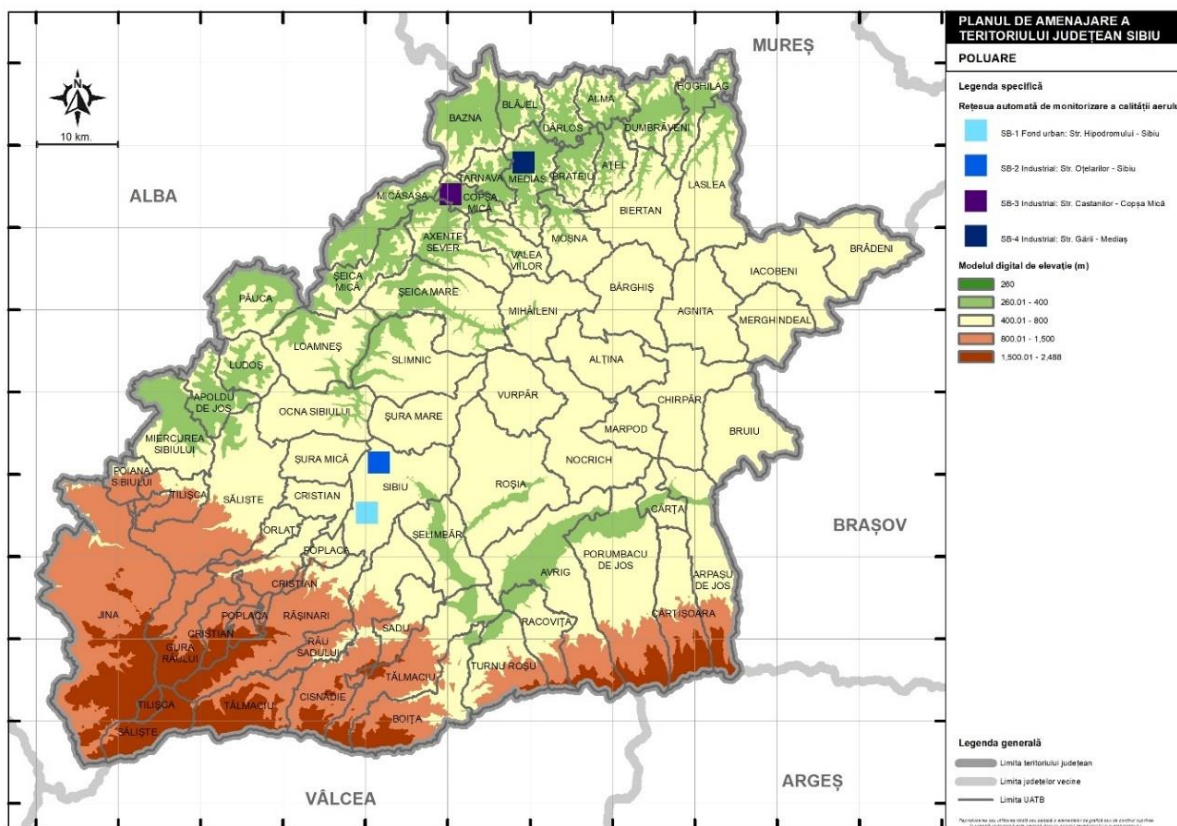 PLANUL DE AMENAJARE A
TERITORIULUI JUDEȚEAN SIBIU
POLUARE
Legenda specifică
Rețeaua automată de monitorizare a calității aerulu
SB-1 Fond urban: Str. Hipodromului - Sibiu
SB-2 Industrial: Str. Oțelarilor - Sibiu
SB-3 Industrial: Str. Castanilor - Copșa Mică
SB-4 Industrial: Str. Gării - Mediaș
Modelul digital de elevație (m)
260
260.01 - 400
400.01 - 800
800.01 - 1,500
1,500.01 - 2,488
Legenda generală
Limita teritoriului județean
Limita județelor vecine
Limita UATB
N
10 km.
MUREȘ
ALBA
BRAȘOV
ARGEȘ
VÂLCEA
HOGHILAG
BLĂJEL
ALMA
BAZNA
DÂRLOS
DUMBRĂVENI
AȚEL
TARNAVA
MEDIAȘ
BRATEIU
LASLEA
MICĂSASA
COPȘA
MICĂ
BIERTAN
AXENTE
SEVER
MOȘNA
VALEA
VIILOR
BRĂDENI
IACOBENI
ȘEICA
MICĂ
ȘEICA MARE
BÂRGHIȘ
PĂUCA
MIHĂILENI
AGNITA
MERGHINDEAL
LOAMNEȘ
SLIMNIC
ALȚINA
LUDOȘ
APOLDU
DE JOS
VURPĂR
CHIRPĂR
OCNA SIBIULUI
ȘURA MARE
MARPOD
BRUIU
MIERCUREA
SIBIULUI
ȘURA MICĂ
NOCRICH
POIANA
SIBIULUI
TILIȘCA
SĂLIȘTE
CRISTIAN
SIBIU
ROȘIA
CÂRȚA
ORLAT
POPLACA
ȘELIMBĂR
PORUMBACU
DE JOS
AVRIG
ARPAȘU
DE JOS
CRISTIAN
JINA
POPLACA
RĂȘINARI
CÂRȚIȘOARA
CRISTIAN
SADU
RACOVIȚA
GURA
RÂULUI
RÂU
SADULUI
TURNU ROȘU
TĂLMACIU
TILIȘCA
TĂLMACIU
CISNĂDIE
BOIȚA
SĂLIȘTE